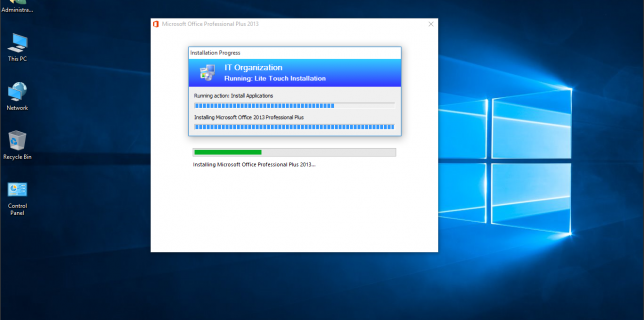 Administra...
This PC
Network
Recycle Bin
Control
Panel
Microsoft Office Professional Plus 2013
Installation Progress
IT Organization
Running: Lite Touch Installation
Running action: Install Applications
Installing Microsoft Office 2013 Professional Plus
Installing Microsoft Office Professional Plus 2013...